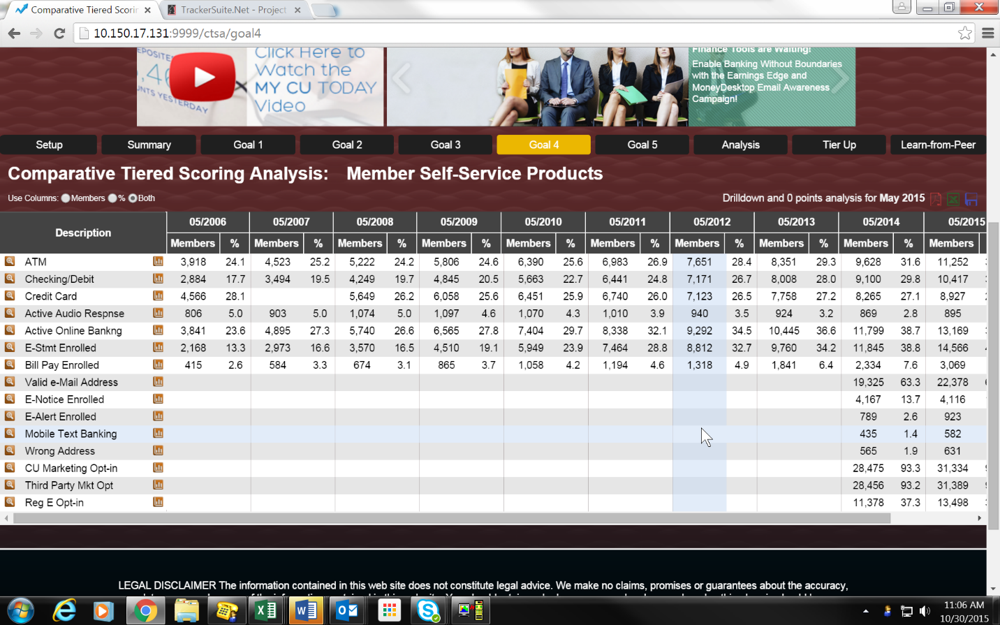 Comparative Tiered Scorin
TrackerSuite.Net - Project
10.150.17.131:9999/ctsa/goal4
EPOSITE
UNTS YESTERDAY
Click Here to
Watch the
MY CU TODAY
Video
Finance Tools are Waiting!
Enable Banking Without Boundaries
with the Earnings Edge and
MoneyDesktop Email Awareness
Campaign!
Setup Summary Goal 1 Goal 2 Goal 3 Goal 4 Goal 5 Analysis Tier Up Learn-from-Peer
Comparative Tiered Scoring Analysis: Member Self-Service Products
Use Columns: Members % Both
Drilldown and 0 points analysis for May 2015
Description 05/2006 05/2007 05/2008 05/2009 05/2010 05/2011 05/2012 05/2013 05/2014 05/2015
Members % Members % Members % Members % Members % Members % Members % Members % Members % Members
ATM 3,918 24.1 4,523 25.2 5,222 24.2 5,806 24.6 6,390 25.6 6,983 26.9 7,651 28.4 8,351 29.3 9,628 31.6 11,252
Checking/Debit 2,884 17.7 3,494 19.5 4,249 19.7 4,845 20.5 5,663 22.7 6,441 24.8 7,171 26.7 8,008 28.0 9,100 29.8 10,417
Credit Card 4,566 28.1 5,649 26.2 6,058 25.6 6,451 25.9 6,740 26.0 7,123 26.5 7,758 27.2 8,265 27.1 8,927
Active Audio Respnse 806 5.0 903 5.0 1,074 5.0 1,097 4.6 1,070 4.3 1,010 3.9 940 3.5 924 3.2 869 2.8 895
Active Online Bankng 3,841 23.6 4,895 27.3 5,740 26.6 6,565 27.8 7,404 29.7 8,338 32.1 9,292 34.5 10,445 36.6 11,799 38.7 13,169
E-Stmt Enrolled 2,168 13.3 2,973 16.6 3,570 16.5 4,510 19.1 5,949 23.9 7,464 28.8 8,812 32.7 9,760 34.2 11,845 38.8 14,566
Bill Pay Enrolled 415 2.6 584 3.3 674 3.1 865 3.7 1,058 4.2 1,194 4.6 1,318 4.9 1,841 6.4 2,334 7.6 3,069
Valid e-Mail Address 19,325 63.3 22,378
E-Notice Enrolled 4,167 13.7 4,116
E-Alert Enrolled 789 2.6 923
Mobile Text Banking 435 1.4 582
Wrong Address 565 1.9 631
CU Marketing Opt-in 28,475 93.3 31,334
Third Party Mkt Opt 28,456 93.2 31,389
Reg E Opt-in 11,378 37.3 13,498
LEGAL DISCLAIMER The information contained in this web site does not constitute legal advice. We make no claims, promises or guarantees about the accuracy,
11:06 AM
10/30/2015